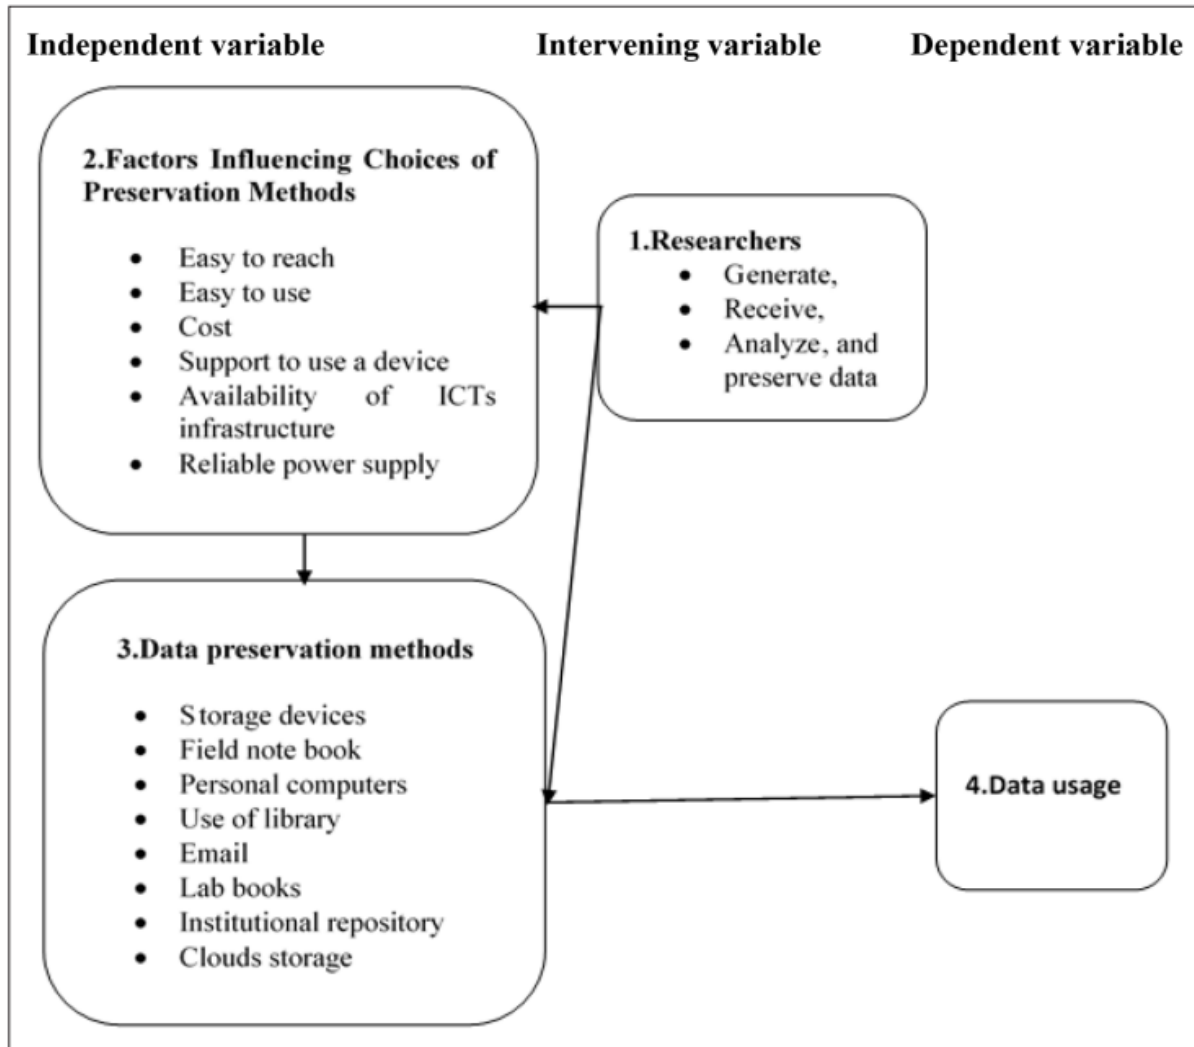 Independent variable
Intervening variable
Dependent variable
2.Factors Influencing Choices of
Preservation Methods
• Easy to reach
• Easy to use
• Cost
• Support to use a device
• Availability of ICTs
infrastructure
• Reliable power supply
1.Researchers
• Generate,
• Receive,
• Analyze, and
preserve data
3.Data preservation methods
• Storage devices
• Field note book
• Personal computers
• Use of library
• Email
• Lab books
• Institutional repository
• Clouds storage
4.Data usage